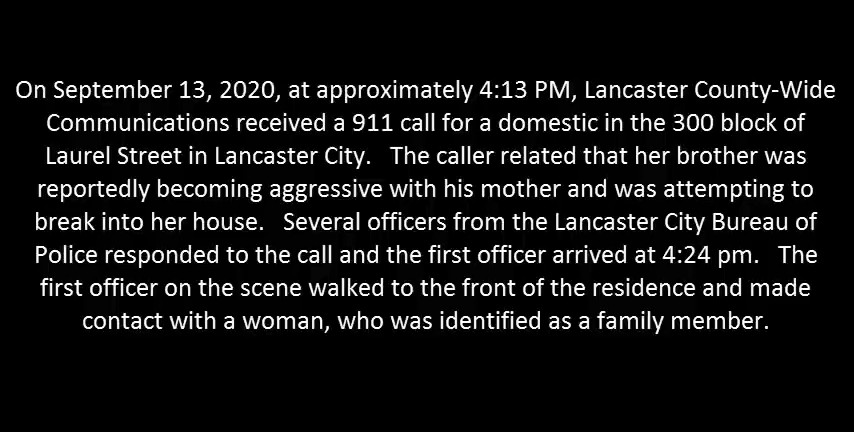 On September 13, 2020, at approximately 4:13 PM, Lancaster County-Wide
Communications received a 911 call for a domestic in the 300 block of
Laurel Street in Lancaster City.   The caller related that her brother was
reportedly becoming aggressive with his mother and was attempting to
break into her house.   Several officers from the Lancaster City Bureau of
Police responded to the call and the first officer arrived at 4:24 pm.   The
first officer on the scene walked to the front of the residence and made
contact with a woman, who was identified as a family member.